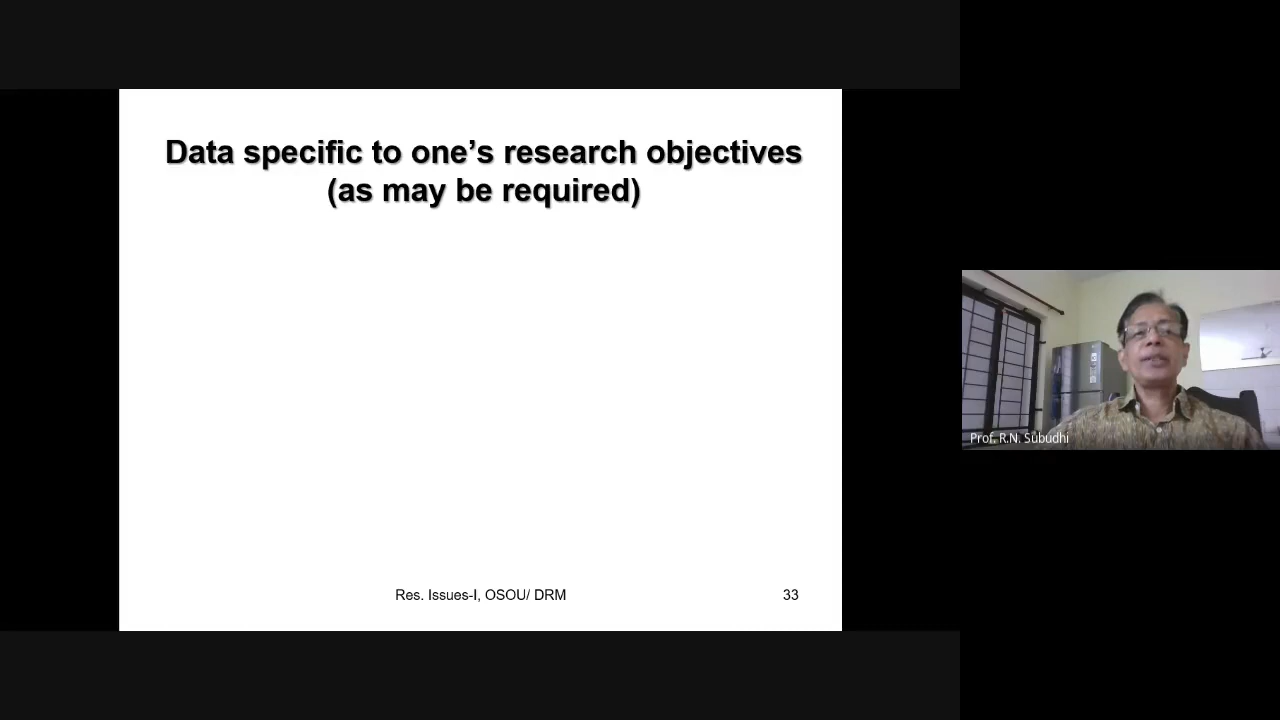 Data specific to one’s research objectives
(as may be required)
Res. Issues-I, OSOU/ DRM
33
Prof. R.N. Subudhi